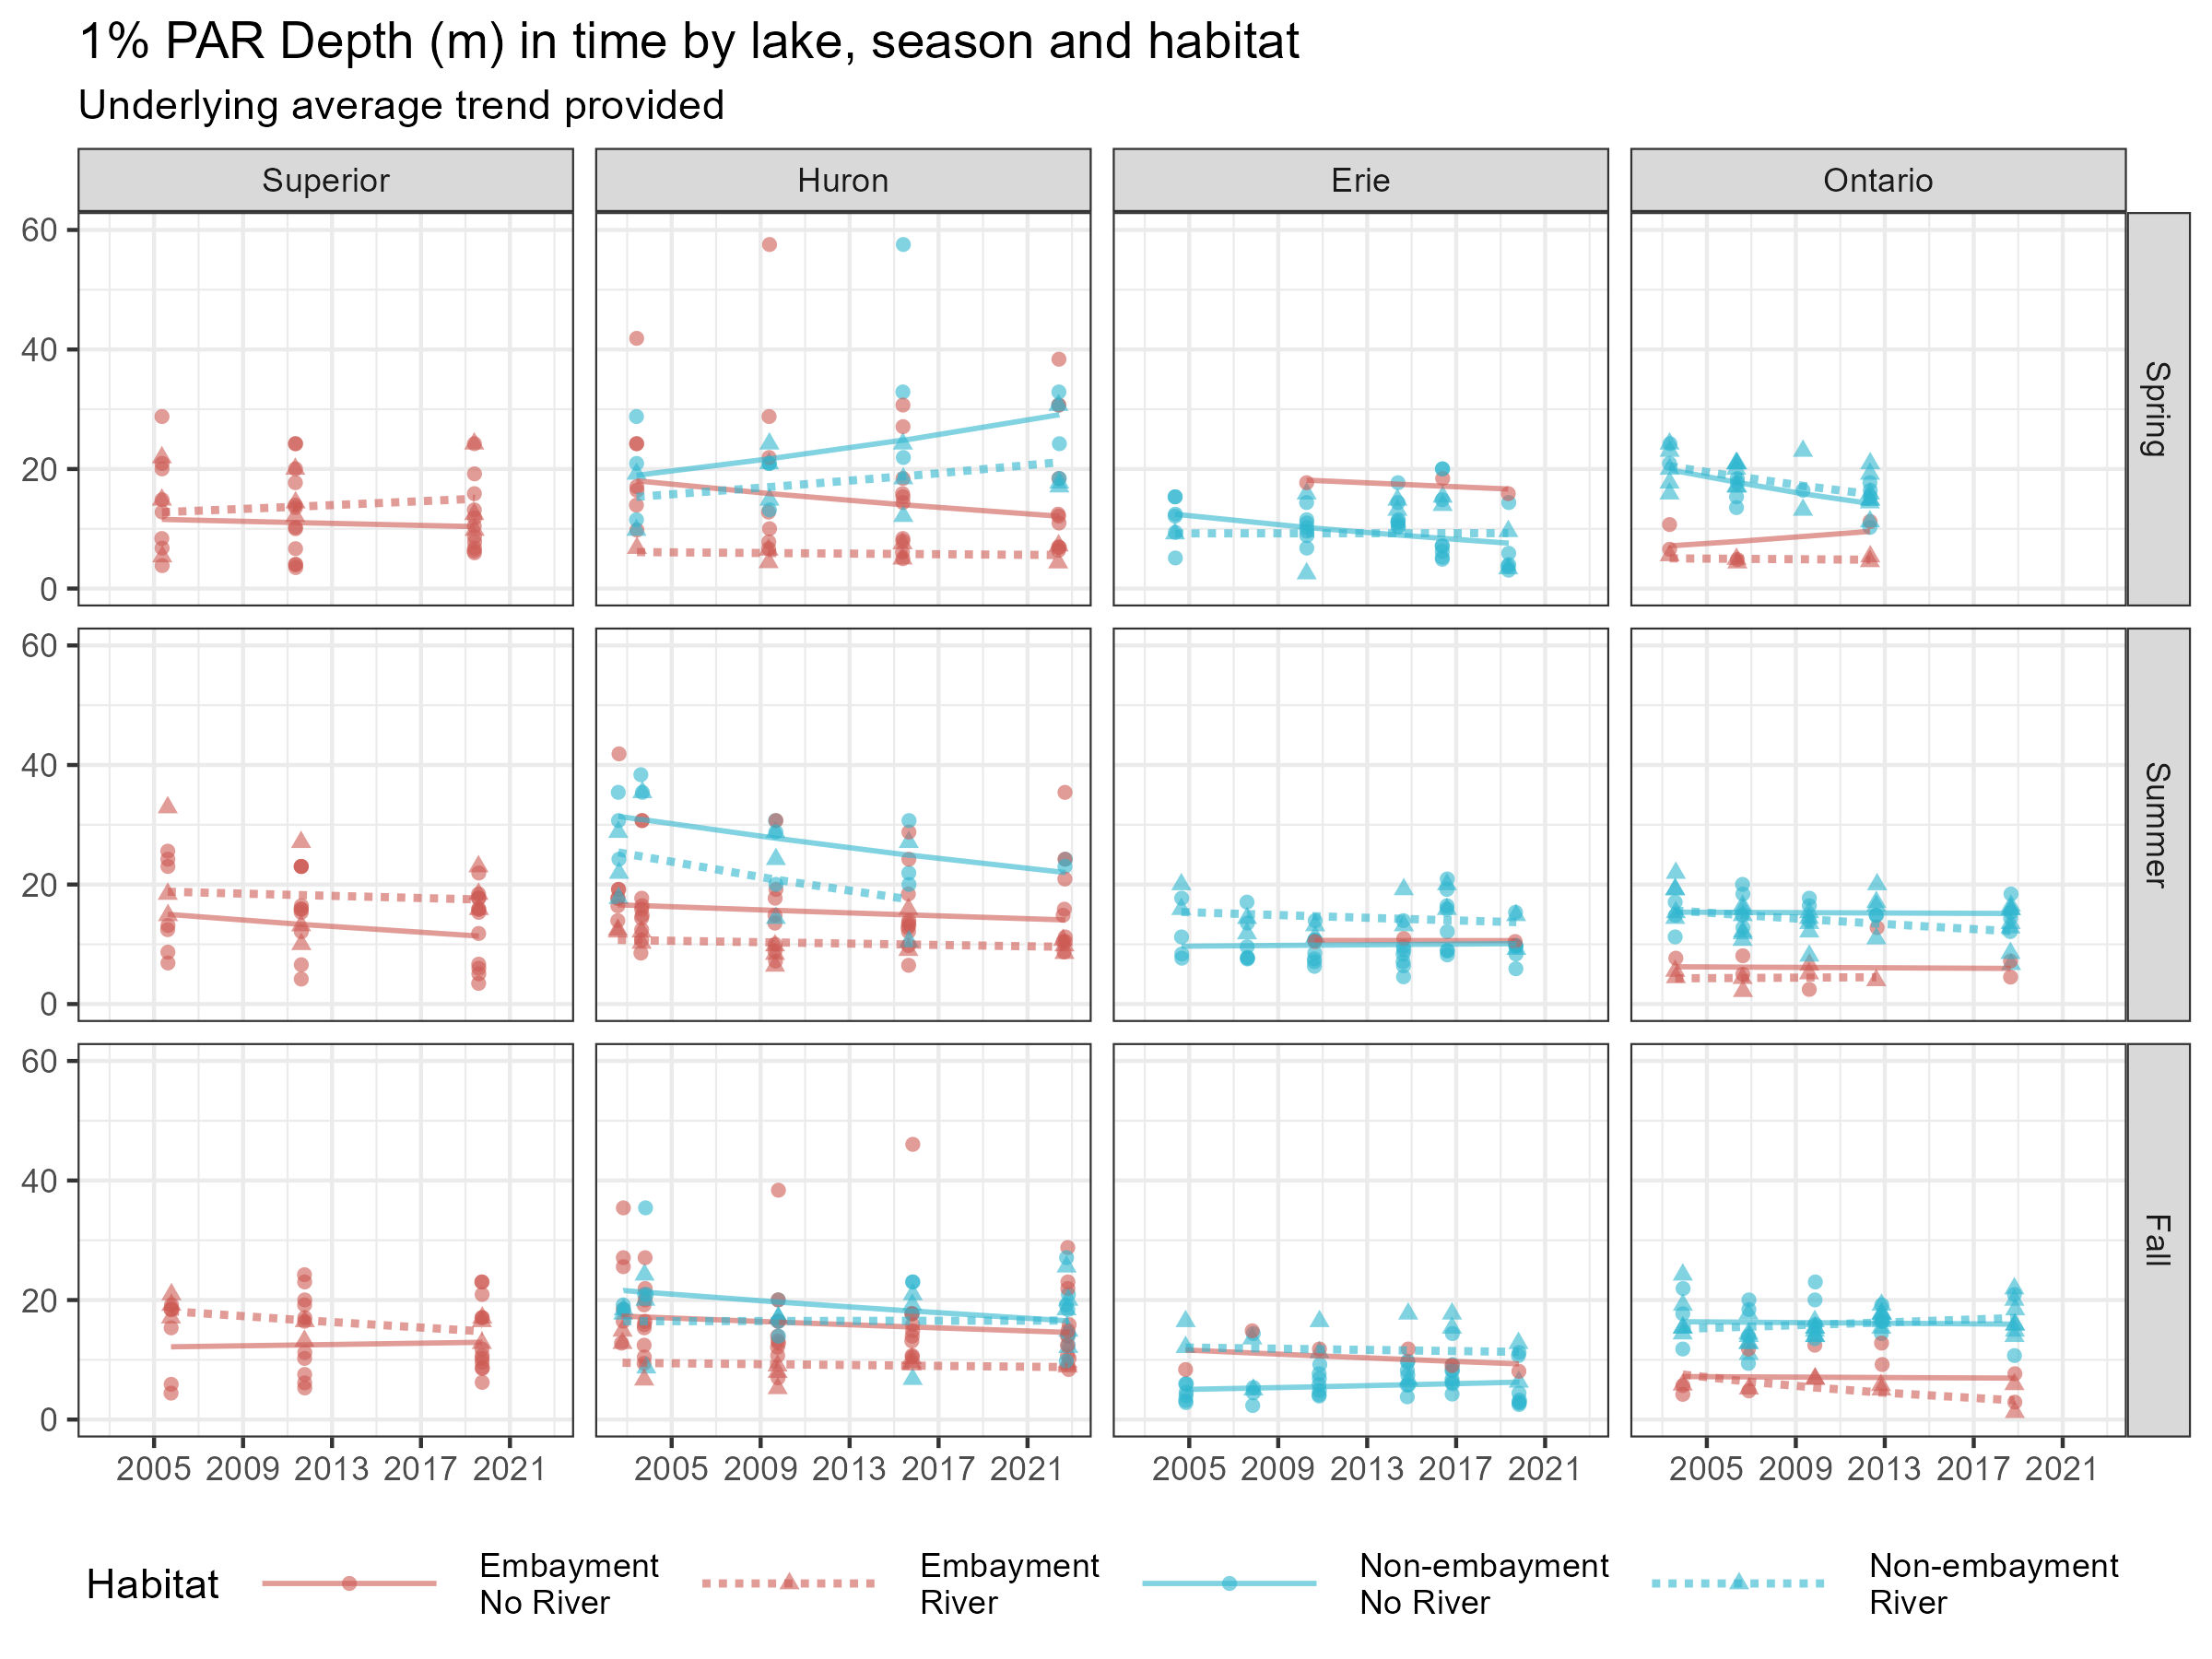 1% PAR Depth (m) in time by lake, season and habitat
Underlying average trend provided
Superior Huron Erie Ontario
60
40
20
0
Spring
60
40
20
0
Summer
60
40
20
0
Fall
2005 2009 2013 2017 2021 2005 2009 2013 2017 2021 2005 2009 2013 2017 2021 2005 2009 2013 2017 2021
Habitat
Embayment
No River
Embayment
River
Non-embayment
No River
Non-embayment
River